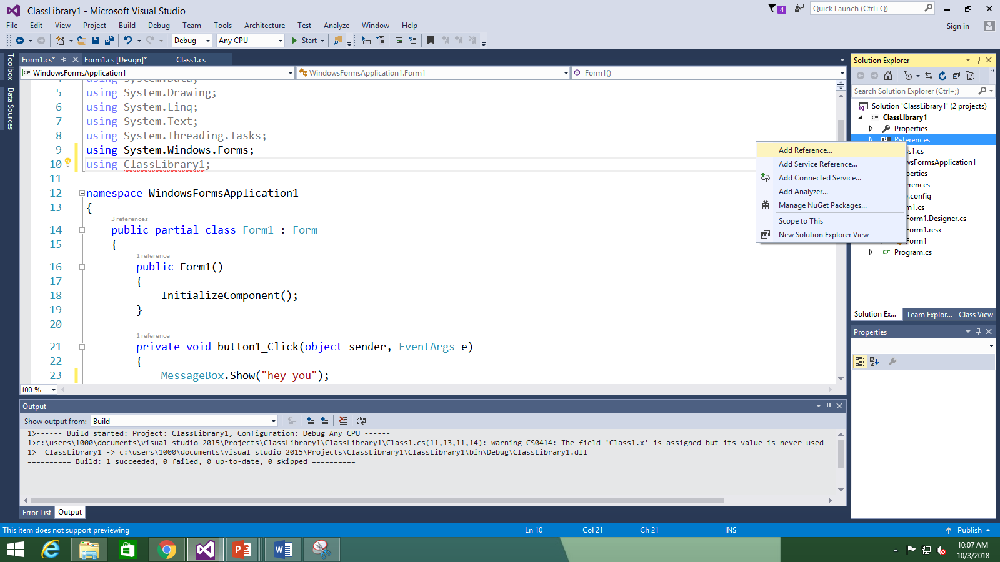 ClassLibrary1 - Microsoft Visual Studio
4
Quick Launch (Ctrl+Q)
File Edit View Project Build Debug Team Tools Architecture Test Analyze Window Help
Sign in
Debug Any CPU Start
Toolbox
Data Sources
Form1.cs* Form1.cs [Design]* Class1.cs
C# WindowsFormsApplication1 WindowsFormsApplication1.Form1 Form1()
4 using System.Data;
5 using System.Drawing;
6 using System.Linq;
7 using System.Text;
8 using System.Threading.Tasks;
9 using System.Windows.Forms;
10 using ClassLibrary1;
11
12 namespace WindowsFormsApplication1
13 {
3 references
14 public partial class Form1 : Form
15 {
1 reference
16 public Form1()
17 {
18 InitializeComponent();
19 }
20
1 reference
21 private void button1_Click(object sender, EventArgs e)
22 {
23 MessageBox.Show("hey you");
100 %
Solution Explorer
Search Solution Explorer (Ctrl+;)
Solution 'ClassLibrary1' (2 projects)
C# ClassLibrary1
Properties
References
ss1.cs
wsFormsApplication1
perties
erences
.config
m1.cs
Form1.Designer.cs
Form1.resx
Form1
C# Program.cs
Add Reference...
Add Service Reference...
Add Connected Service...
Add Analyzer...
Manage NuGet Packages...
Scope to This
New Solution Explorer View
Solution Ex... Team Explor... Class View
Properties
Output
Show output from: Build
1>------ Build started: Project: ClassLibrary1, Configuration: Debug Any CPU ------
1>c:\users\1000\documents\visual studio 2015\Projects\ClassLibrary1\ClassLibrary1\Class1.cs(11,13,11,14): warning CS0414: The field 'Class1.x' is assigned but its value is never used
1>  ClassLibrary1 -> c:\users\1000\documents\visual studio 2015\Projects\ClassLibrary1\ClassLibrary1\bin\Debug\ClassLibrary1.dll
========== Build: 1 succeeded, 0 failed, 0 up-to-date, 0 skipped ==========
Error List Output
This item does not support previewing Ln 10 Col 21 Ch 21 INS Publish
10:07 AM
10/3/2018